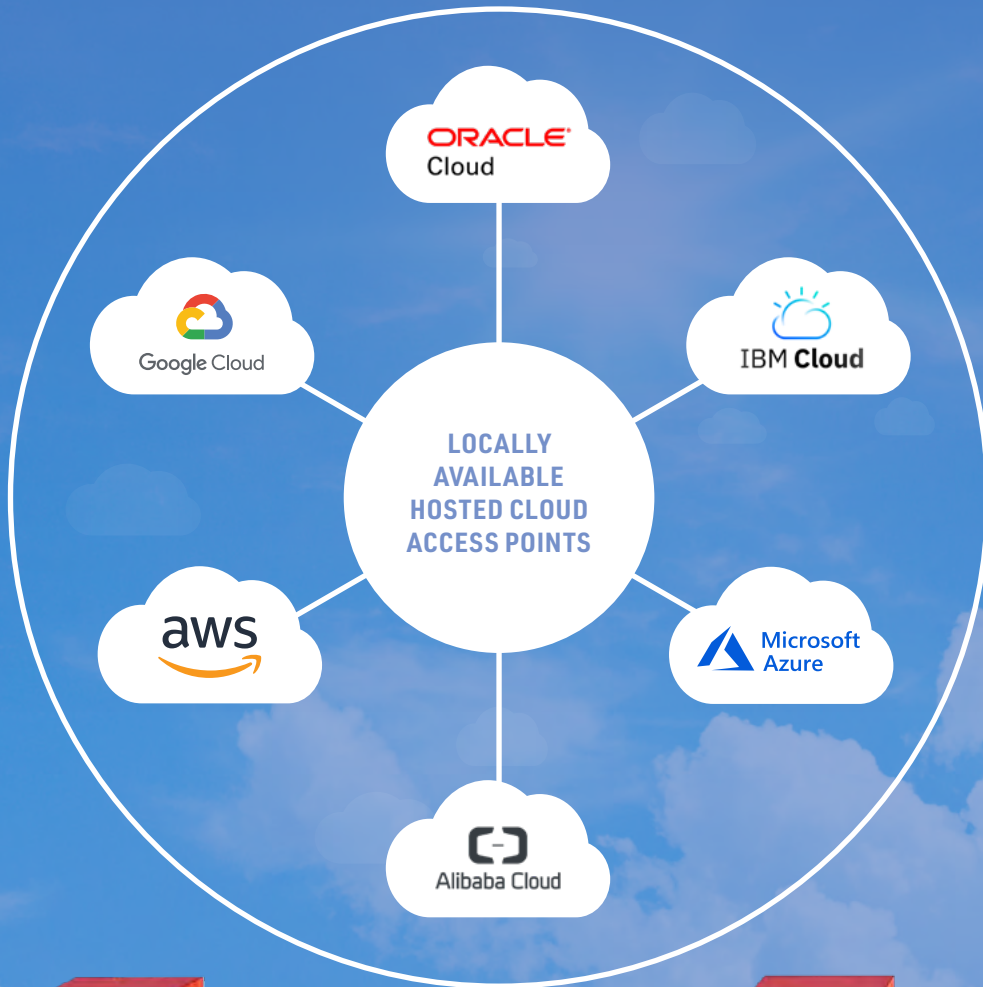 ORACLE®
Cloud
Google Cloud
IBM Cloud
LOCALLY
AVAILABLE
HOSTED CLOUD
ACCESS POINTS
aws
Microsoft
Azure
Alibaba Cloud